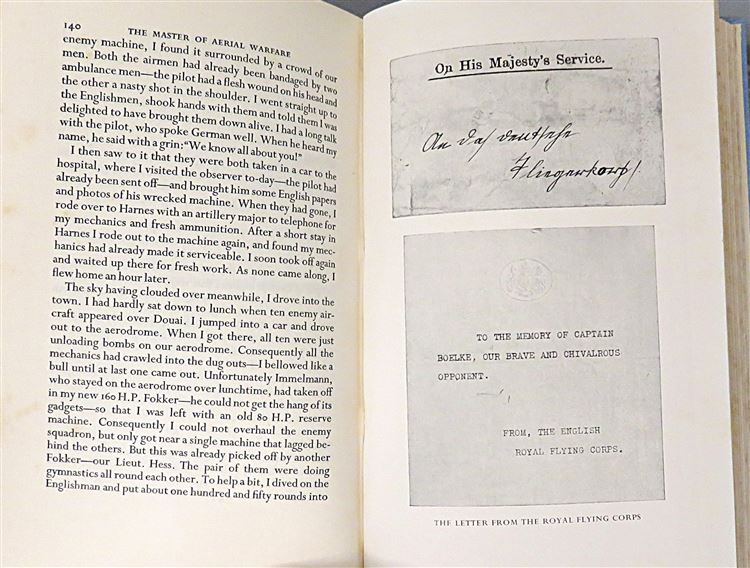 140 THE MASTER OF AERIAL WARFARE
enemy machine, I found it surrounded by a crowd of our
men. Both the airmen had already been bandaged by two
ambulance men—the pilot had a flesh wound on his head and
the other a nasty shot in the shoulder. I went straight up to
the Englishmen, shook hands with them and told them I was
delighted to have brought them down alive. I had a long talk
with the pilot, who spoke German well. When he heard my
name, he said with a grin: "We know all about you!"
I then saw to it that they were both taken in a car to the
hospital, where I visited the observer to-day—the pilot had
already been sent off—and brought him some English papers
and photos of his wrecked machine. When they had gone, I
rode over to Harnes with an artillery major to telephone for
my mechanics and fresh ammunition. After a short stay in
Harnes I rode out to the machine again, and found my mec-
hanics had already made it serviceable. I soon took off again
and waited up there for fresh work. As none came along, I
flew home an hour later.
The sky having clouded over meanwhile, I drove into the
town. I had hardly sat down to lunch when ten enemy air-
craft appeared over Douai. I jumped into a car and drove
out to the aerodrome. When I got there, all ten were just
unloading bombs on our aerodrome. Consequently all the
mechanics had crawled into the dug outs—I bellowed like a
bull until at last one came out. Unfortunately Immelmann,
who stayed on the aerodrome over lunchtime, had taken off
in my new 160 H.P. Fokker—he could not get the hang of its
gadgets—so that I was left with an old 80 H.P. reserve
machine. Consequently I could not overhaul the enemy
squadron, but only got near a single machine that lagged be-
hind the others. But this was already picked off by another
Fokker—our Lieut. Hess. The pair of them were doing
gymnastics all round each other. To help a bit, I dived on the
Englishman and put about one hundred and fifty rounds into
On His Majesty's Service.
An das deutsche
Fliegerkorps!
TO THE MEMORY OF CAPTAIN
BOELKE, OUR BRAVE AND CHIVALROUS
OPPONENT.
FROM, THE ENGLISH
ROYAL FLYING CORPS.
THE LETTER FROM THE ROYAL FLYING CORPS